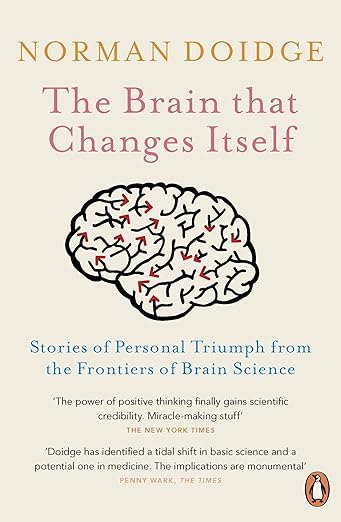 NORMAN DOIDGE
The Brain that
Changes Itself
Stories of Personal Triumph from
the Frontiers of Brain Science
‘The power of positive thinking finally gains scientific
credibility. Miracle-making stuff’
THE NEW YORK TIMES
‘Doidge has identified a tidal shift in basic science and a
potential one in medicine. The implications are monumental’
PENNY WARK, THE TIMES